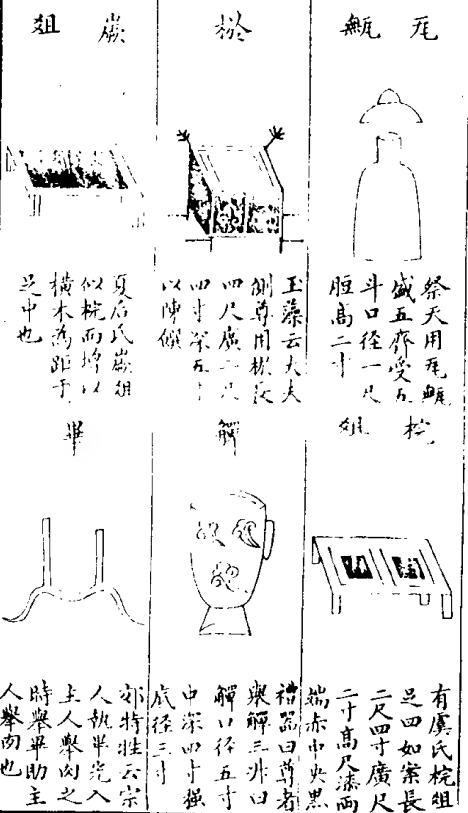 瓦甒
祭天用瓦甒
盛五齊受五
斗口徑一尺
脰高二寸
棜
玉藻云大夫
側尊用棜長
四尺廣二尺
四寸深五寸
以陳饌
嶡爼
夏后氏嶡爼
似梡而增以
橫木為距于
足中也
梡爼
有虞氏梡爼
足四如案長
二尺四寸廣尺
二寸高尺漆兩
端赤中央黑
觶
禮器曰尊者
舉觶三升曰
觶口徑五寸
中深四寸強
底徑三寸
畢
郊特牲云宗
人執畢先入
主人舉肉之
時舉畢助主
人舉肉也